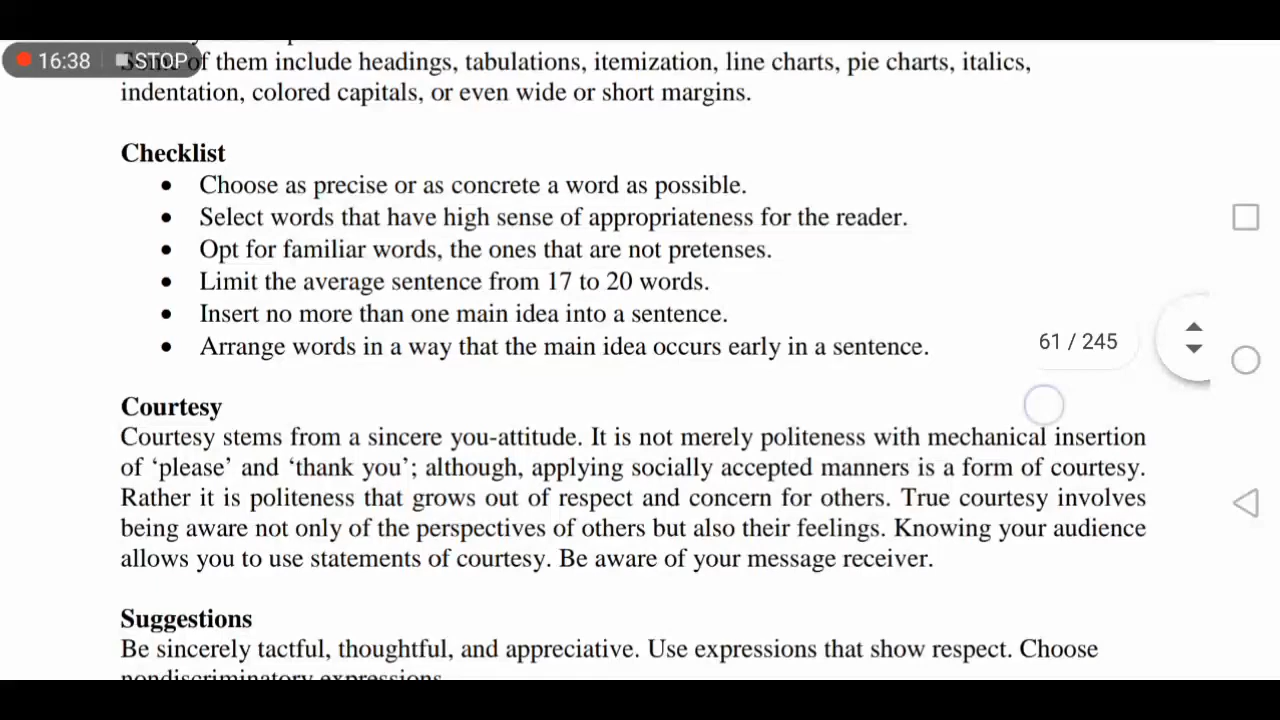 16:38 STOP
of them include headings, tabulations, itemization, line charts, pie charts, italics,
indentation, colored capitals, or even wide or short margins.
Checklist
• Choose as precise or as concrete a word as possible.
• Select words that have high sense of appropriateness for the reader.
• Opt for familiar words, the ones that are not pretenses.
• Limit the average sentence from 17 to 20 words.
• Insert no more than one main idea into a sentence.
• Arrange words in a way that the main idea occurs early in a sentence.
61 / 245
Courtesy
Courtesy stems from a sincere you-attitude. It is not merely politeness with mechanical insertion
of ‘please’ and ‘thank you’; although, applying socially accepted manners is a form of courtesy.
Rather it is politeness that grows out of respect and concern for others. True courtesy involves
being aware not only of the perspectives of others but also their feelings. Knowing your audience
allows you to use statements of courtesy. Be aware of your message receiver.
Suggestions
Be sincerely tactful, thoughtful, and appreciative. Use expressions that show respect. Choose
nondiscriminatory expressions